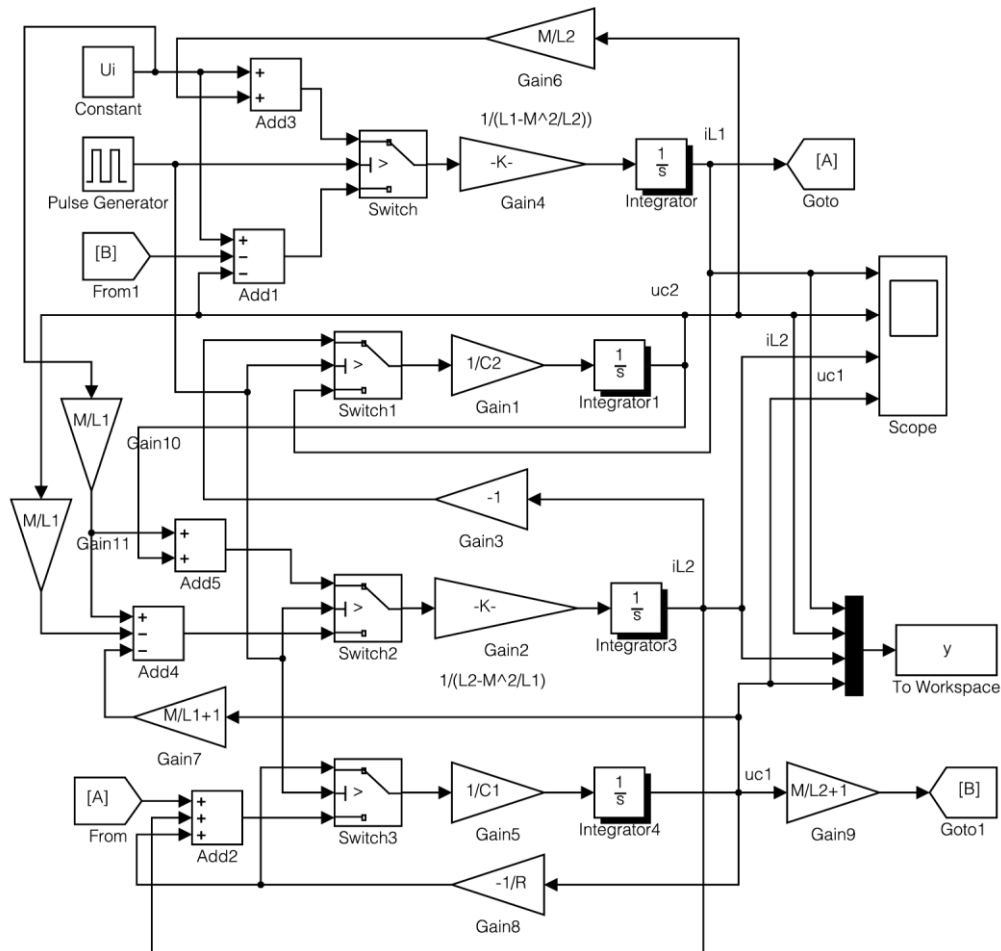 M/L2
Gain6
Ui
Constant
+
+
Add3
1/(L1-M^2/L2))
>
Switch
-K-
Gain4
1
s
Integrator
iL1
[A]
Goto
Pulse Generator
[B]
From1
+
−
−
Add1
uc2
iL2
uc1
Scope
>
Switch1
1/C2
Gain1
1
s
Integrator1
M/L1
Gain10
-1
Gain3
M/L1
Gain11
+
+
Add5
iL2
>
Switch2
-K-
Gain2
1/(L2-M^2/L1)
1
s
Integrator3
+
−
−
Add4
y
To Workspace
M/L1+1
Gain7
[A]
From
+
+
+
Add2
>
Switch3
1/C1
Gain5
1
s
Integrator4
uc1
M/L2+1
Gain9
[B]
Goto1
-1/R
Gain8